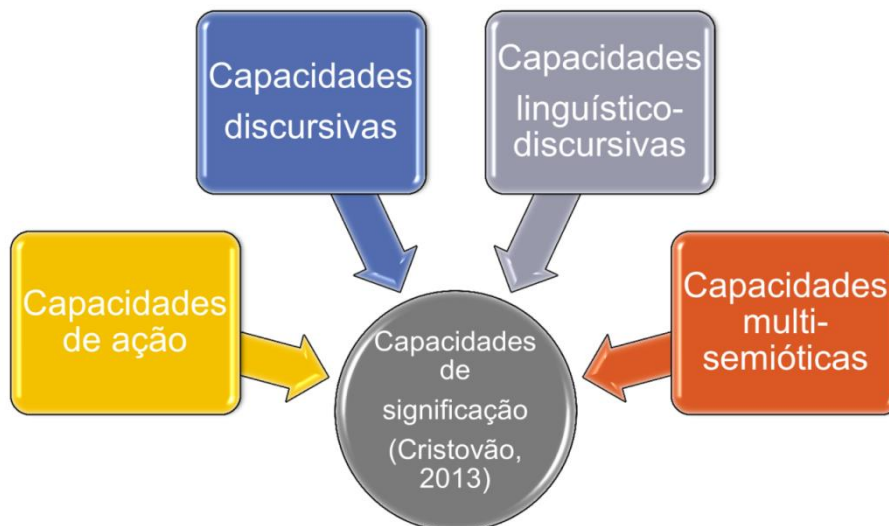 Capacidades
discursivas
Capacidades
linguístico-
discursivas
Capacidades
de ação
Capacidades
multi-
semióticas
Capacidades
de
significação
(Cristovão,
2013)